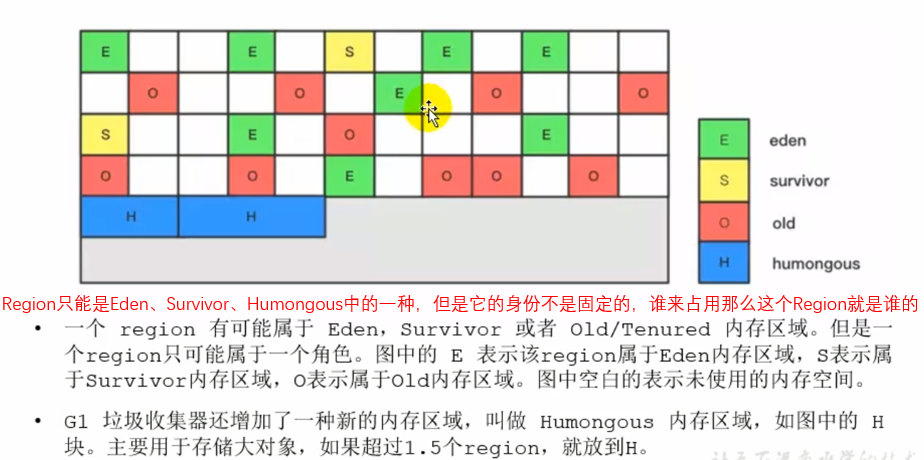 E E S E E
O O E O O
S E O E
O O E O O O
H H
E eden
S survivor
O old
H humongous
Region只能是Eden、Survivor、Humongous中的一种，但是它的身份不是固定的，谁来占用那么这个Region就是谁的
• 一个 region 有可能属于 Eden，Survivor 或者 Old/Tenured 内存区域。但是一
个region只可能属于一个角色。图中的 E 表示该region属于Eden内存区域，S表示属
于Survivor内存区域，O表示属于Old内存区域。图中空白的表示未使用的内存空间。
• G1 垃圾收集器还增加了一种新的内存区域，叫做 Humongous 内存区域，如图中的 H
块。主要用于存储大对象，如果超过1.5个region，就放到H。